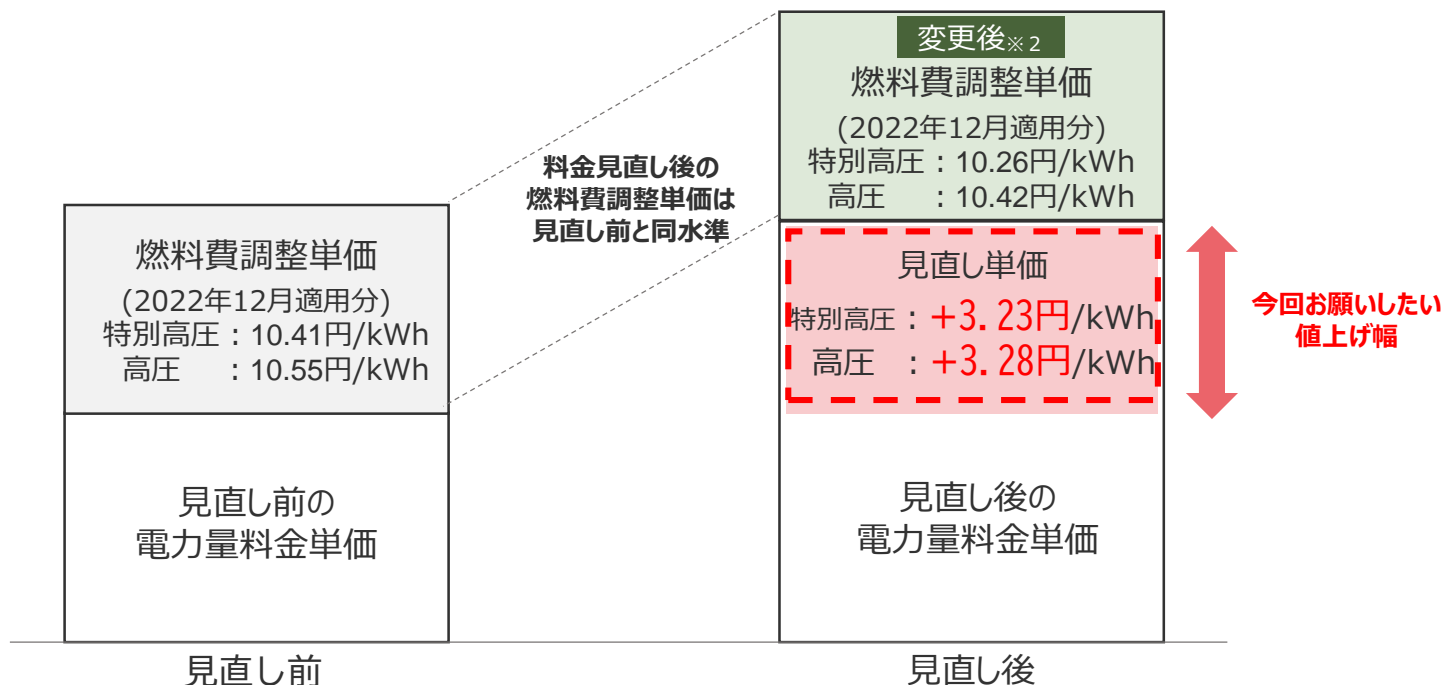 変更後※2
燃料費調整単価
(2022年12月適用分)
特別高圧:10.26円/kWh
高圧 :10.42円/kWh
料金見直し後の
燃料費調整単価は
見直し前と同水準
燃料費調整単価
(2022年12月適用分)
特別高圧:10.41円/kWh
高圧 :10.55円/kWh
見直し単価
特別高圧:+3.23円/kWh
高圧 :+3.28円/kWh
今回お願いしたい
値上げ幅
見直し前の
電力量料金単価
見直し後の
電力量料金単価
見直し前
見直し後